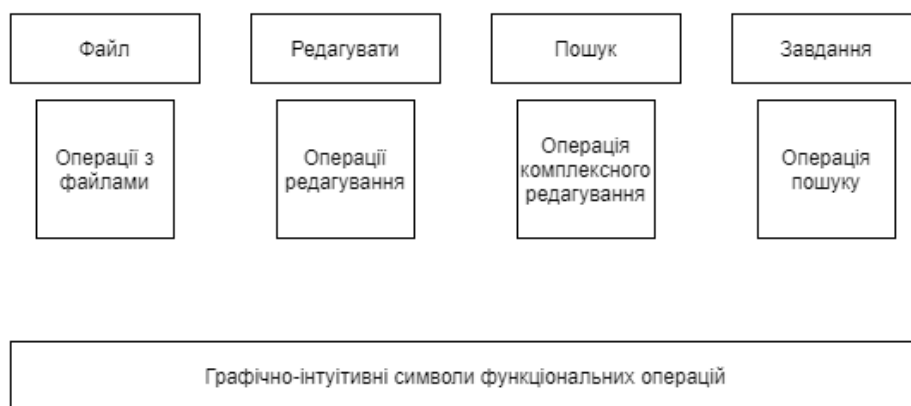 Файл
Редагувати
Пошук
Завдання
Операції з
файлами
Операції
редагування
Операція
комплексного
редагування
Операція
пошуку
Графічно-інтуїтивні символи функціональних операцій